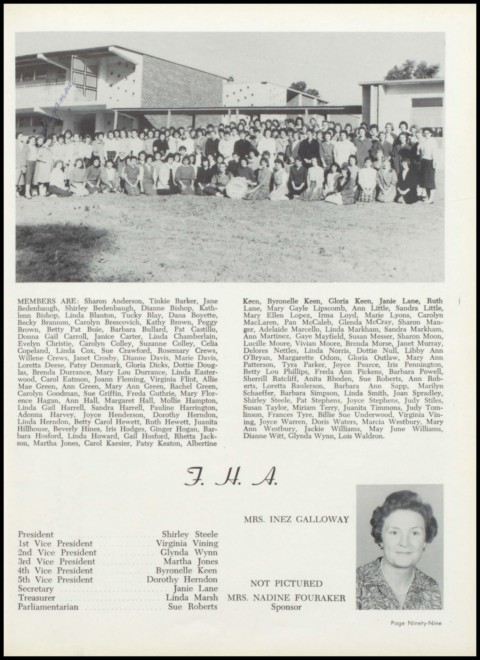 MEMBERS ARE: Sharon Anderson, Tinkie Barker, Jane
Bedenbaugh, Shirley Bedenbaugh, Dianne Bishop, Kath-
leen Bishop, Linda Blanton, Tucky Blay, Dana Boyette,
Becky Branson, Carolyn Brescovich, Kathy Brown, Peggy
Brown, Betty Pat Buie, Barbara Bullard, Pat Castillo,
Donna Gail Carroll, Janice Carter, Linda Chamberlain,
Evelyn Christie, Carolyn Colley, Suzanne Colley, Celia
Copeland, Linda Cox, Sue Crawford, Rosemary Crews,
Willene Crews, Janet Crosby, Dianne Davis, Marie Davis,
Loretta Deese, Patsy Denmark, Gloria Dicks, Dottie Doug-
las, Brenda Durrance, Mary Lou Durrance, Linda Easter-
wood, Carol Eatmon, Joann Fleming, Virginia Flint, Allie
Mae Green, Ann Green, Mary Ann Green, Rachel Green,
Carolyn Goodman, Sue Griffin, Freda Guthrie, Mary Flor-
ence Hagan, Ann Hall, Margaret Hall, Mollie Hampton,
Linda Gail Harrell, Sandra Harrell, Pauline Harrington,
Adonna Harvey, Joyce Henderson, Dorothy Herndon,
Linda Herndon, Betty Carol Hewett, Ruth Hewett, Juanita
Hillhouse, Beverly Hines, Iris Hodges, Ginger Hogan, Bar-
bara Hosford, Linda Howard, Gail Hosford, Rhetta Jack-
son, Martha Jones, Carol Kaesler, Patsy Keaton, Albertine
Keen, Byronelle Keen, Gloria Keen, Janie Lane, Ruth
Lane, Mary Gayle Lipscomb, Ann Little, Sandra Little,
Mary Ellen Lopez, Irma Loyd, Marie Lyons, Carolyn
MacLaren, Pan McCaleb, Glenda McCray, Sharon Man-
ger, Adelaide Marcello, Linda Markham, Sandra Markham,
Ann Martinez, Gaye Mayfield, Susan Messer, Sharon Moon,
Lucille Moore, Vivian Moore, Brenda Murse, Janet Murray,
Delores Nettles, Linda Norris, Dottie Null, Libby Ann
O'Bryan, Margarette Odom, Gloria Outlaw, Mary Ann
Patterson, Tyra Parker, Joyce Pearce, Iris Pennington,
Betty Lou Phillips, Freda Ann Pickens, Barbara Powell,
Sherrill Ratcliff, Anita Rhoden, Sue Roberts, Ann Rob-
erts, Loretta Raulerson, Barbara Ann Sapp, Marilyn
Schaeffer, Barbara Simpson, Linda Smith, Joan Spradley,
Shirley Steele, Pat Stephens, Joyce Stephens, Judy Stiles,
Susan Taylor, Miriam Terry, Juanita Timmons, Judy Tom-
linson, Frances Tyre, Billie Sue Underwood, Virginia Vin-
ing, Joyce Warren, Doris Waters, Marcia Westbury, Mary
Ann Westbury, Jackie Williams, May June Williams,
Dianne Witt, Glynda Wynn, Lois Waldron.
F. H. A.
MRS. INEZ GALLOWAY
President Shirley Steele
1st Vice President Virginia Vining
2nd Vice President Glynda Wynn
3rd Vice President Martha Jones
4th Vice President Byronelle Keen
5th Vice President Dorothy Herndon
Secretary Janie Lane
Treasurer Linda Marsh
Parliamentarian Sue Roberts
NOT PICTURED
MRS. NADINE FOURAKER
Sponsor
Page Ninety-Nine